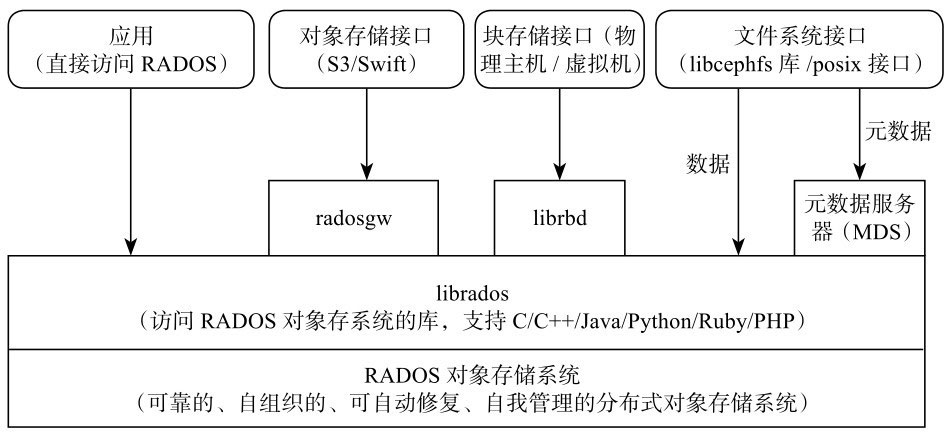 应用
（直接访问 RADOS）
对象存储接口
（S3/Swift）
块存储接口（物
理主机 / 虚拟机）
文件系统接口
（libcephfs 库 /posix 接口）
元数据
数据
radosgw
librbd
元数据服务
器（MDS）
librados
（访问 RADOS 对象存系统的库，支持 C/C++/Java/Python/Ruby/PHP）
RADOS 对象存储系统
（可靠的、自组织的、可自动修复、自我管理的分布式对象存储系统）